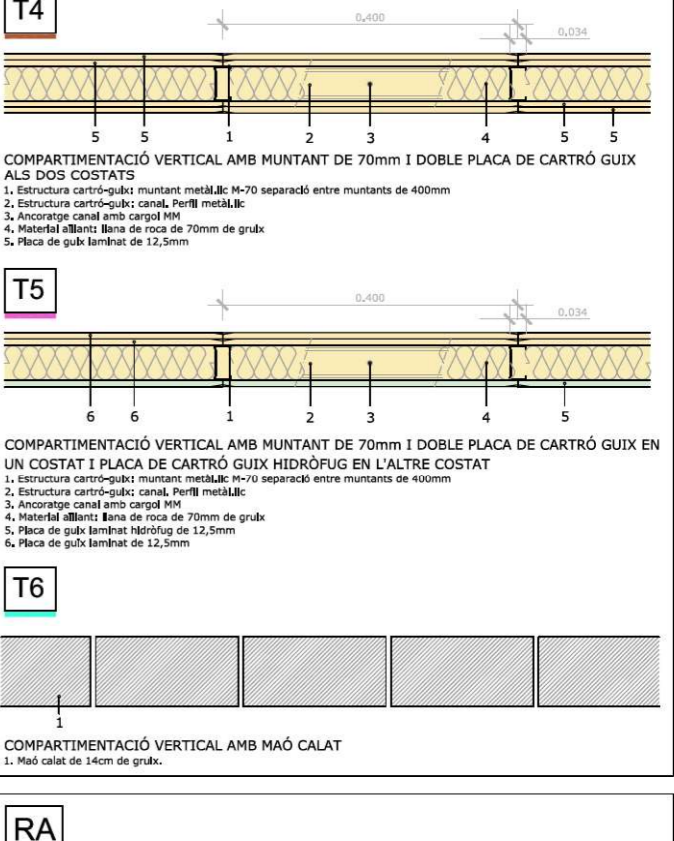 T4
0,400
0,034
5 5 1 2 3 4 5 5
COMPARTIMENTACIÓ VERTICAL AMB MUNTANT DE 70mm I DOBLE PLACA DE CARTRÓ GUIX
ALS DOS COSTATS
1. Estructura cartró-guix: muntant metàl.lic M-70 separació entre muntants de 400mm
2. Estructura cartró-guix: canal. Perfil metàl.lic
3. Ancoratge canal amb cargol MM
4. Material aïllant: llana de roca de 70mm de gruix
5. Placa de guix laminat de 12,5mm
T5
0,400
0,034
6 6 1 2 3 4 5
COMPARTIMENTACIÓ VERTICAL AMB MUNTANT DE 70mm I DOBLE PLACA DE CARTRÓ GUIX EN
UN COSTAT I PLACA DE CARTRÓ GUIX HIDRÒFUG EN L'ALTRE COSTAT
1. Estructura cartró-guix: muntant metàl.lic M-70 separació entre muntants de 400mm
2. Estructura cartró-guix: canal. Perfil metàl.lic
3. Ancoratge canal amb cargol MM
4. Material aïllant: llana de roca de 70mm de gruix
5. Placa de guix laminat hidròfug de 12,5mm
6. Placa de guix laminat de 12,5mm
T6
1
COMPARTIMENTACIÓ VERTICAL AMB MAÓ CALAT
1. Maó calat de 14cm de gruix.
RA